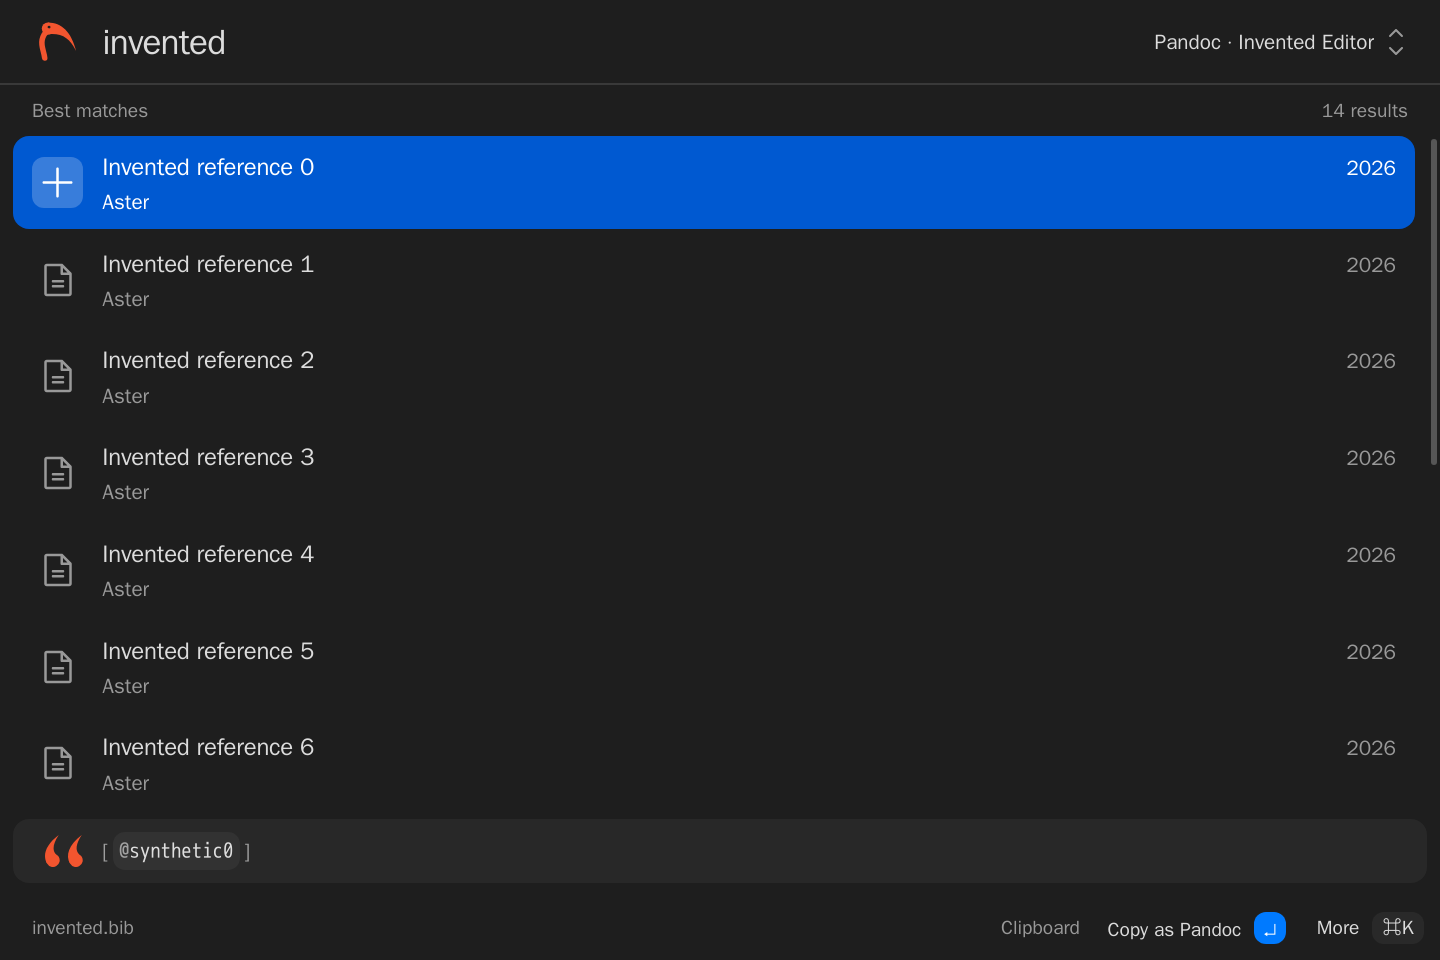 invented
Pandoc · Invented Editor
Best matches
14 results
Invented reference 0
2026
Aster
Invented reference 1
2026
Aster
Invented reference 2
2026
Aster
Invented reference 3
2026
Aster
Invented reference 4
2026
Aster
Invented reference 5
2026
Aster
Invented reference 6
2026
Aster
[@synthetic0]
invented.bib
Clipboard
Copy as Pandoc
More ⌘K